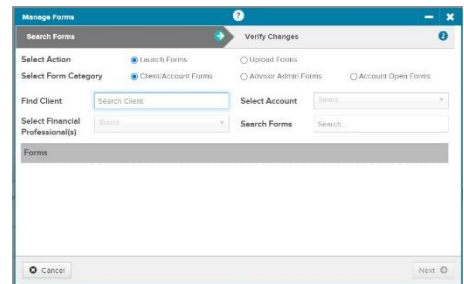 Manage Forms ?
Search Forms Verify Changes 2
Select Action Launch Forms Upload Forms
Select Form Category Client/Account Forms Advisor Admin Forms Account Open Forms
Find Client Search Client Select Account Select...
Select Financial Professional(s) Select... Search Forms Search...
Forms
Cancel Next